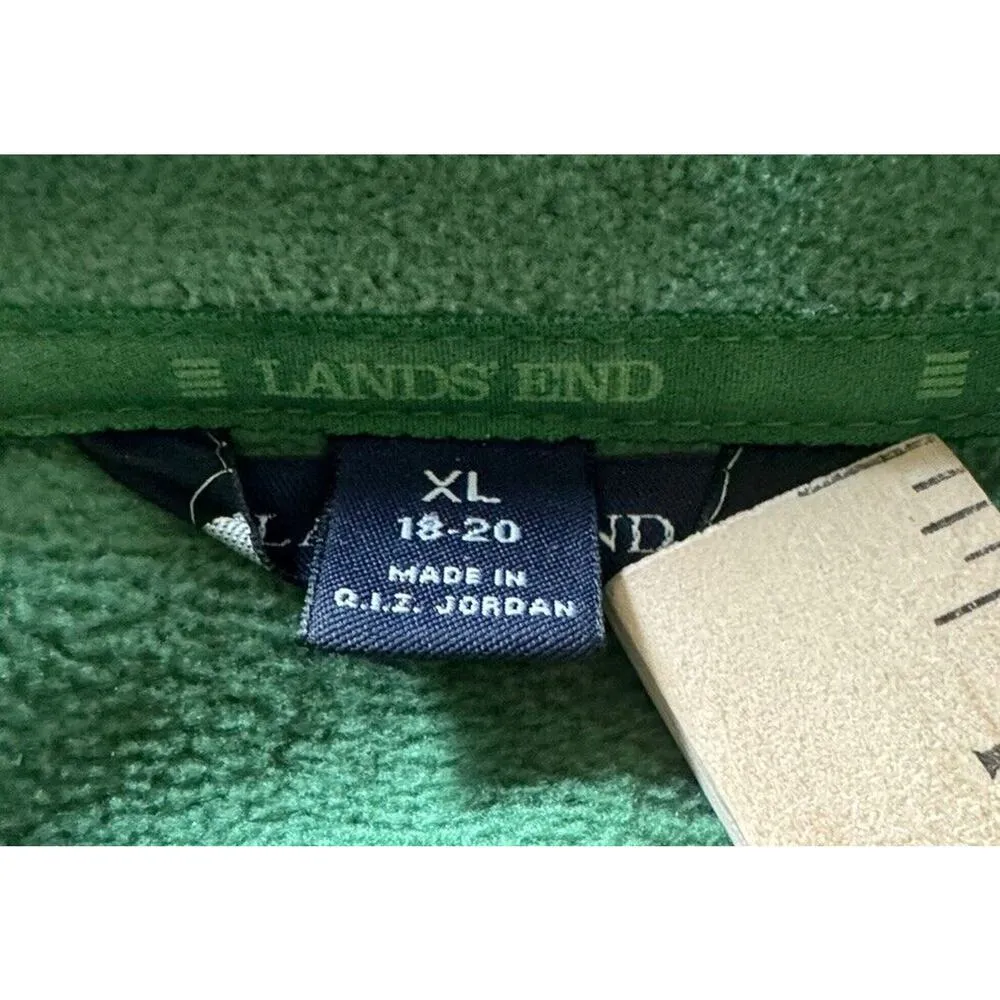 LANDS' END
XL
18-20
MADE IN
Q.I.Z. JORDAN